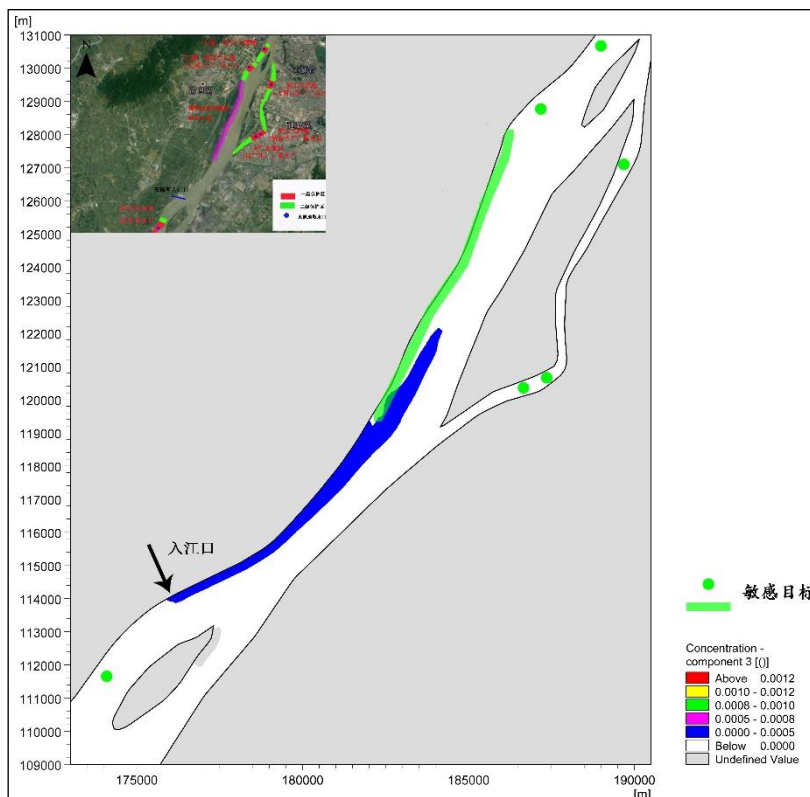 [m]
131000
130000
129000
128000
127000
126000
125000
124000
123000
122000
121000
120000
119000
118000
117000
116000
115000
114000
113000
112000
111000
110000
109000
入江口
175000
180000
185000
190000
[m]
敏感目标
Concentration -
component 3 [()]
Above 0.0012
0.0010 - 0.0012
0.0008 - 0.0010
0.0005 - 0.0008
0.0000 - 0.0005
Below 0.0000
Undefined Value